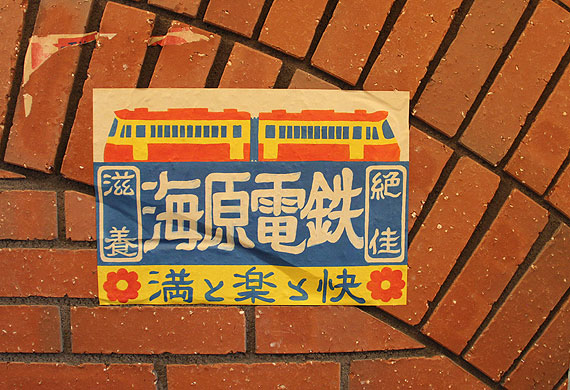 滋養
海原電鉄
絶佳
満と楽と快